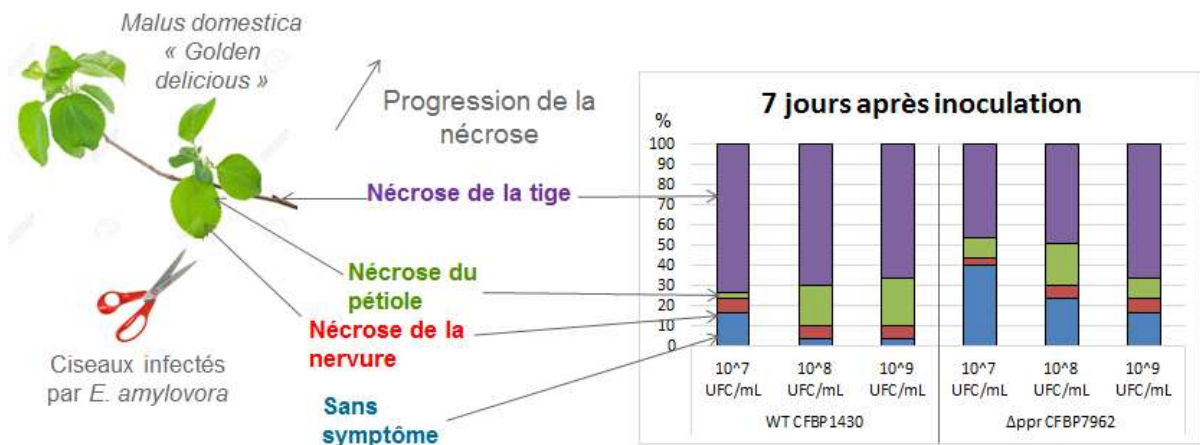 Malus domestica
« Golden
delicious »
Progression de la
nécrose
Nécrose de la tige
Nécrose du
pétiole
Nécrose de la
nervure
Sans
symptôme
Ciseaux infectés
par E. amylovora
7 jours après inoculation
%
100
90
80
70
60
50
40
30
20
10
0
10^7 10^8 10^9 10^7 10^8 10^9
UFC/mL UFC/mL UFC/mL UFC/mL UFC/mL UFC/mL
WT CFBP1430 Δppr CFBP7962